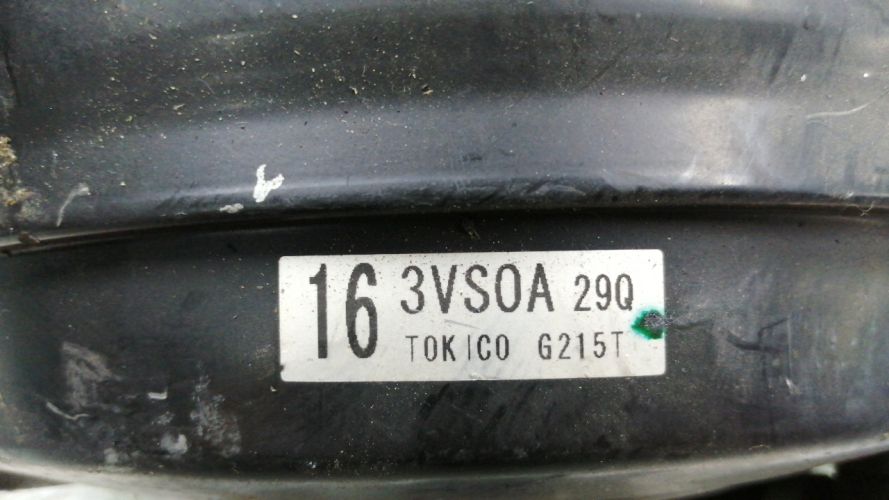 16 3VS0A 29Q
TOKICO G215T